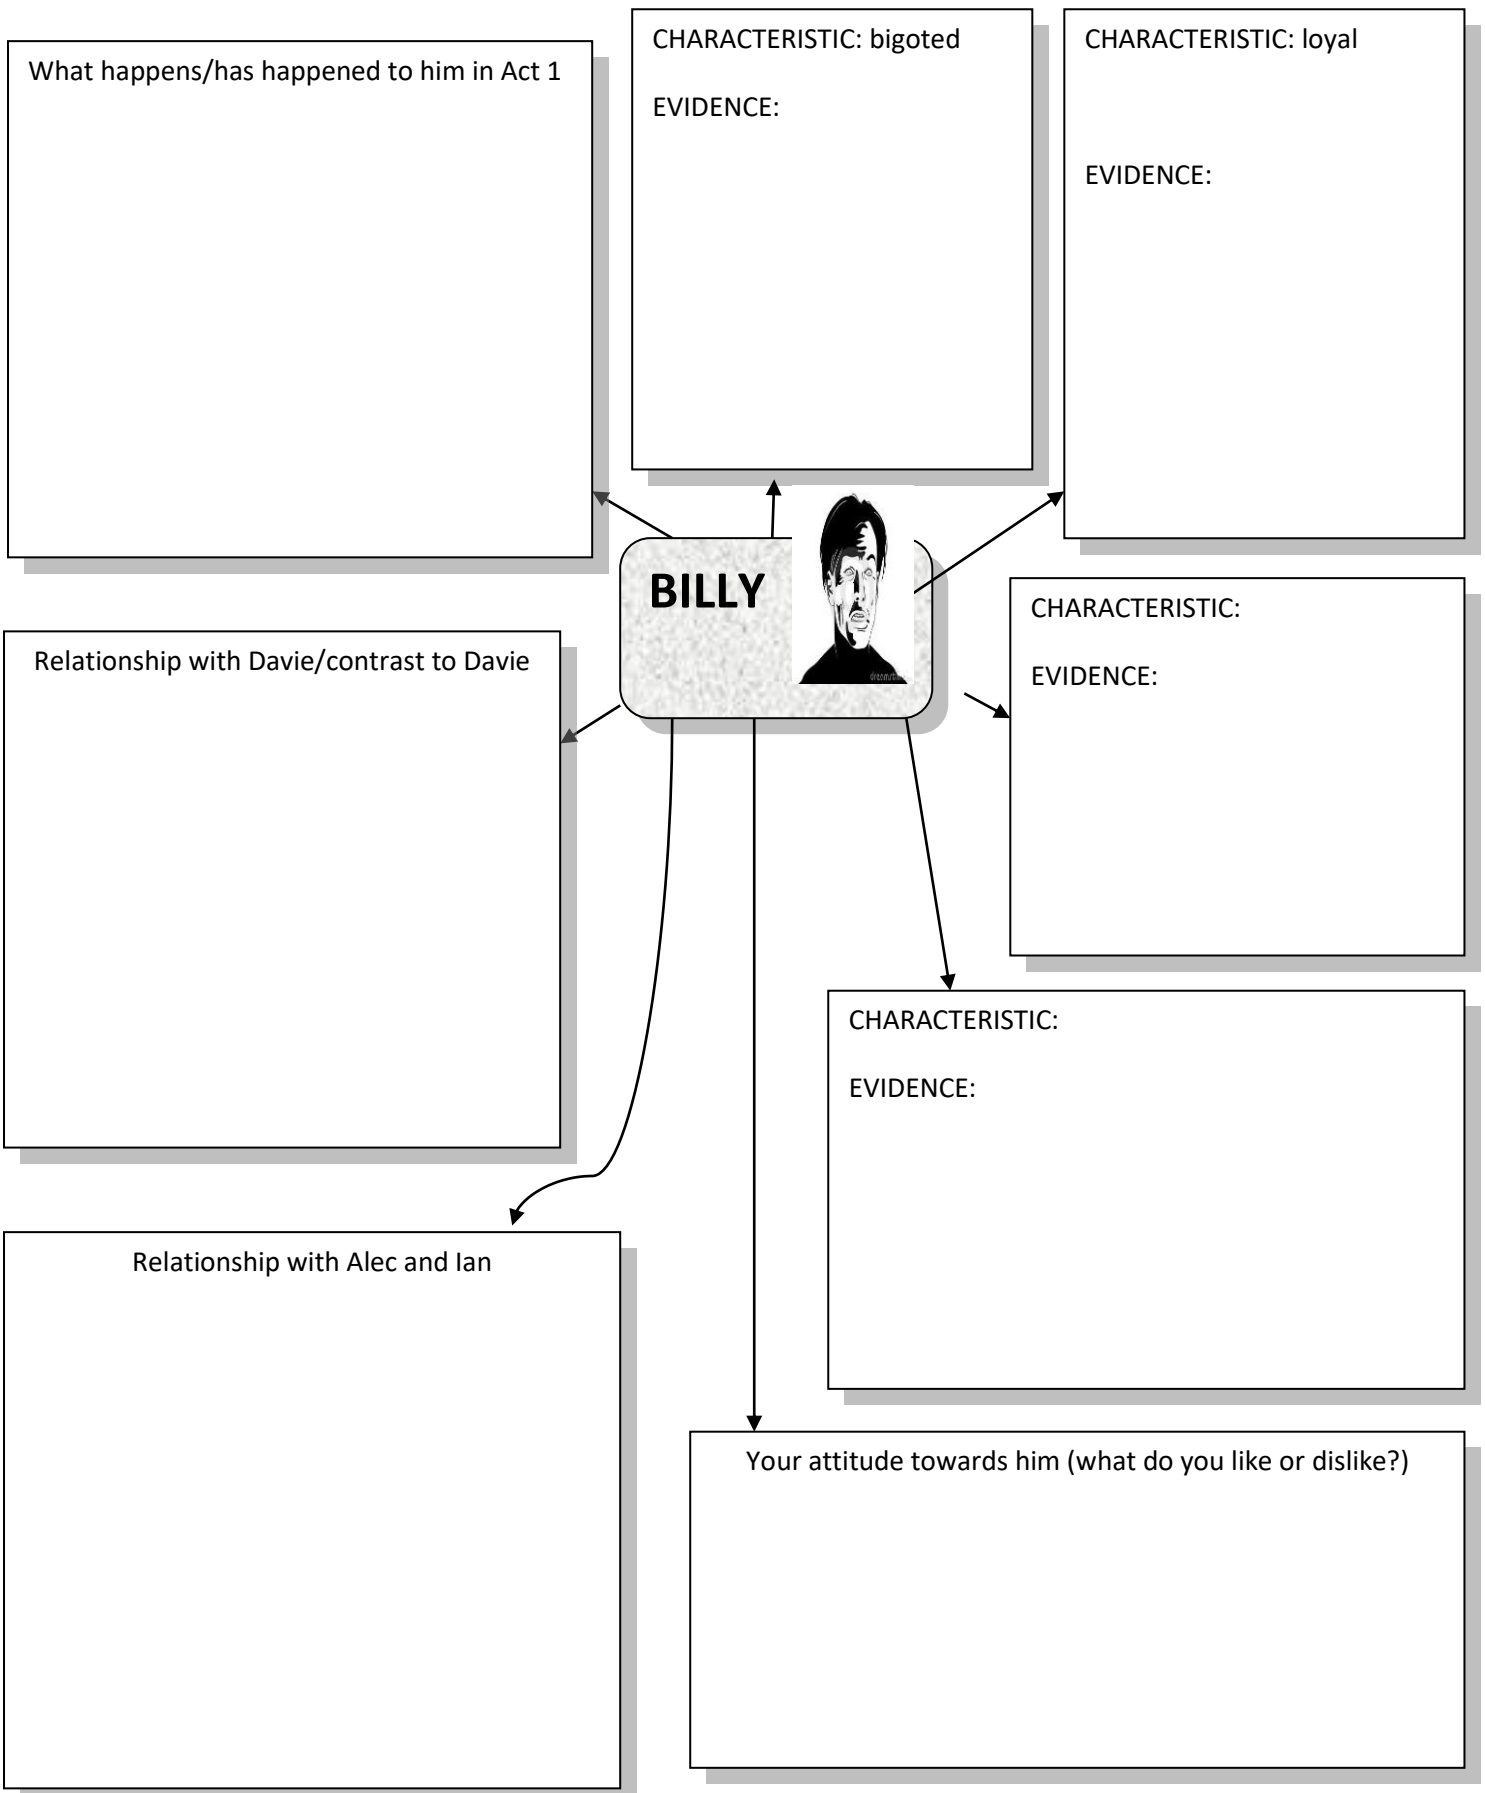 What happens/has happened to him in Act 1
CHARACTERISTIC: bigoted
EVIDENCE:
CHARACTERISTIC: loyal
EVIDENCE:
BILLY
CHARACTERISTIC:
EVIDENCE:
Relationship with Davie/contrast to Davie
CHARACTERISTIC:
EVIDENCE:
Relationship with Alec and Ian
Your attitude towards him (what do you like or dislike?)